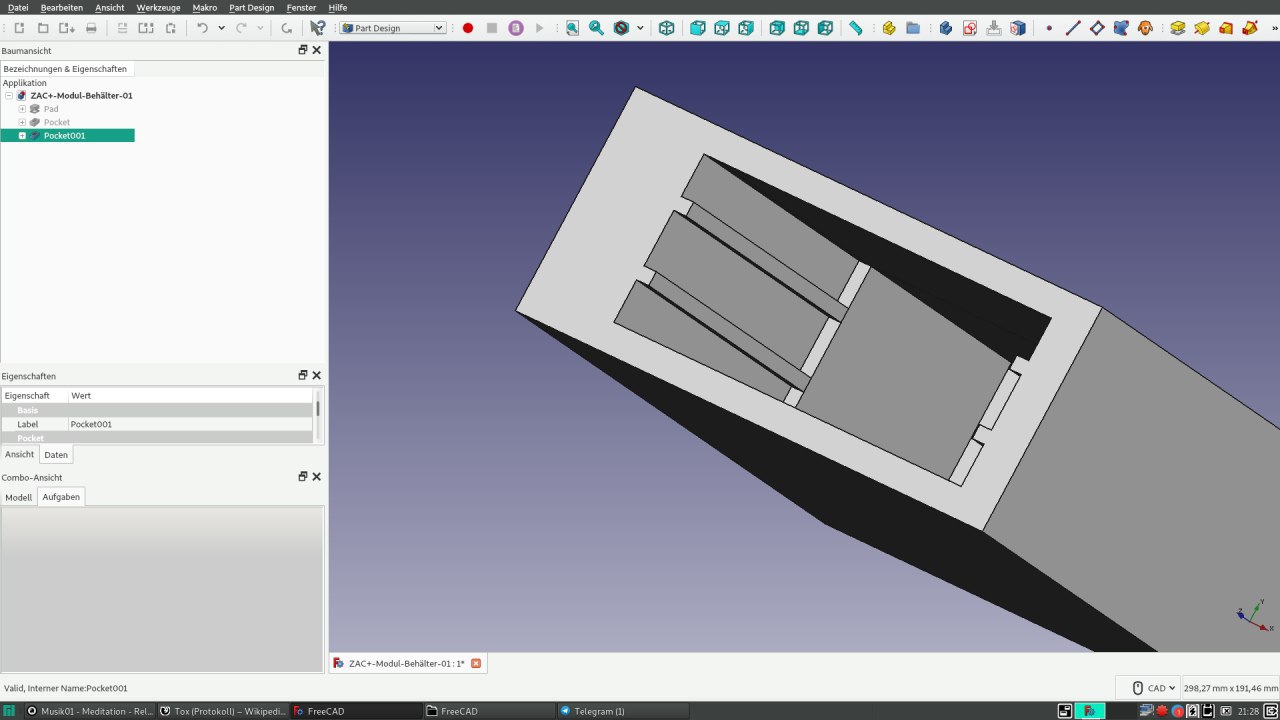 Datei Bearbeiten Ansicht Werkzeuge Makro Part Design Fenster Hilfe
Part Design
Baumansicht
Bezeichnungen & Eigenschaften
Applikation
ZAC+-Modul-Behälter-01
Pad
Pocket
Pocket001
Eigenschaften
Eigenschaft Wert
Basis
Label Pocket001
Pocket
Ansicht Daten
Combo-Ansicht
Modell Aufgaben
Y
Z
X
ZAC+-Modul-Behälter-01 : 1*
Valid, Interner Name:Pocket001
CAD 298,27 mm x 191,46 mm
Musik01 - Meditation - Rel... Tox (Protokoll) – Wikipedi... FreeCAD FreeCAD Telegram (1) 21:28